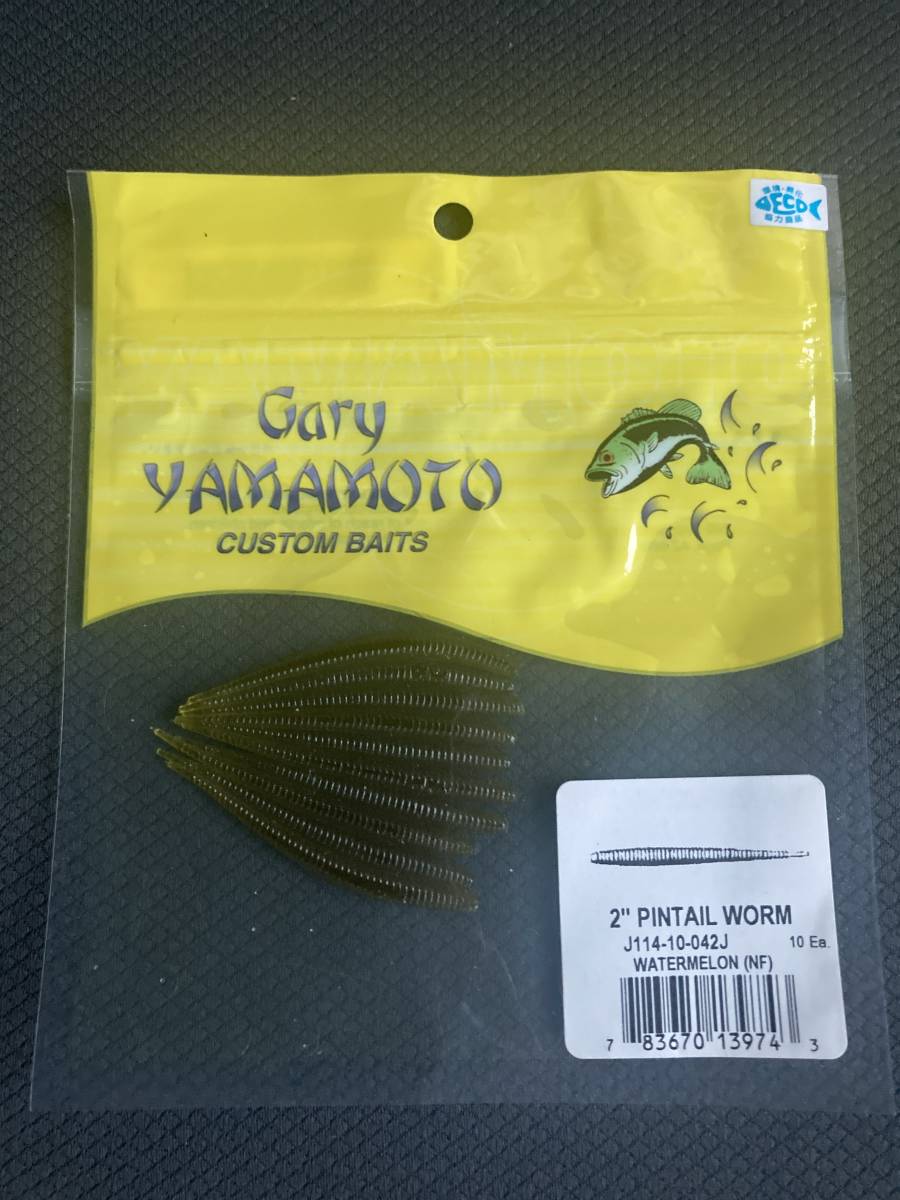 ECO
Gary
YAMAMOTO
CUSTOM BAITS
2" PINTAIL WORM
J114-10-042J 10 Ea.
WATERMELON (NF)
7 83670 13974 3